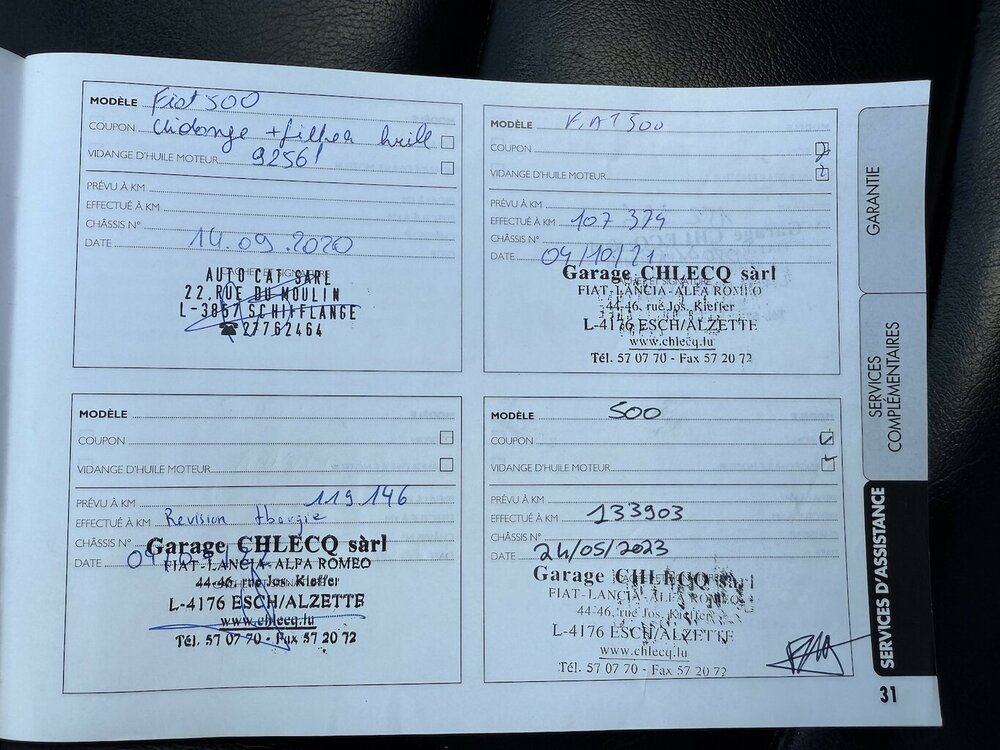 MODÈLE Fiat 500
COUPON + huile
VIDANGE D'HUILE MOTEUR
PRÉVU À KM
EFFECTUÉ À KM
CHÂSSIS N°
DATE 14.09.2020
CACHET ET SIGNATURE
AUTO CAT SARL
22, RUE DU MOULIN
L-3857 SCHIFFLANGE
☎ 27762464
MODÈLE FIAT 500
COUPON
VIDANGE D'HUILE MOTEUR
PRÉVU À KM
EFFECTUÉ À KM 107 374
CHÂSSIS N°
DATE 04/10/21
Garage CHLECQ sàrl
FIAT-LANCIA-ALFA ROMEO
44-46, rue Jos. Kieffer
L-4176 ESCH/ALZETTE
www.chlecq.lu
Tél. 57 07 70 - Fax 57 20 72
MODÈLE
COUPON
VIDANGE D'HUILE MOTEUR
PRÉVU À KM 119.146
EFFECTUÉ À KM Revision
CHÂSSIS N°
DATE
Garage CHLECQ sàrl
FIAT-LANCIA-ALFA ROMEO
44-46, rue Jos. Kieffer
L-4176 ESCH/ALZETTE
www.chlecq.lu
Tél. 57 07 70 - Fax 57 20 72
MODÈLE 500
COUPON
VIDANGE D'HUILE MOTEUR
PRÉVU À KM
EFFECTUÉ À KM 133903
CHÂSSIS N°
DATE 24/05/2023
Garage CHLECQ sàrl
FIAT-LANCIA-ALFA ROMEO
44-46, rue Jos. Kieffer
L-4176 ESCH/ALZETTE
www.chlecq.lu
Tél. 57 07 70 - Fax 57 20 72
GARANTIE
SERVICES
COMPLÉMENTAIRES
SERVICES D'ASSISTANCE
31